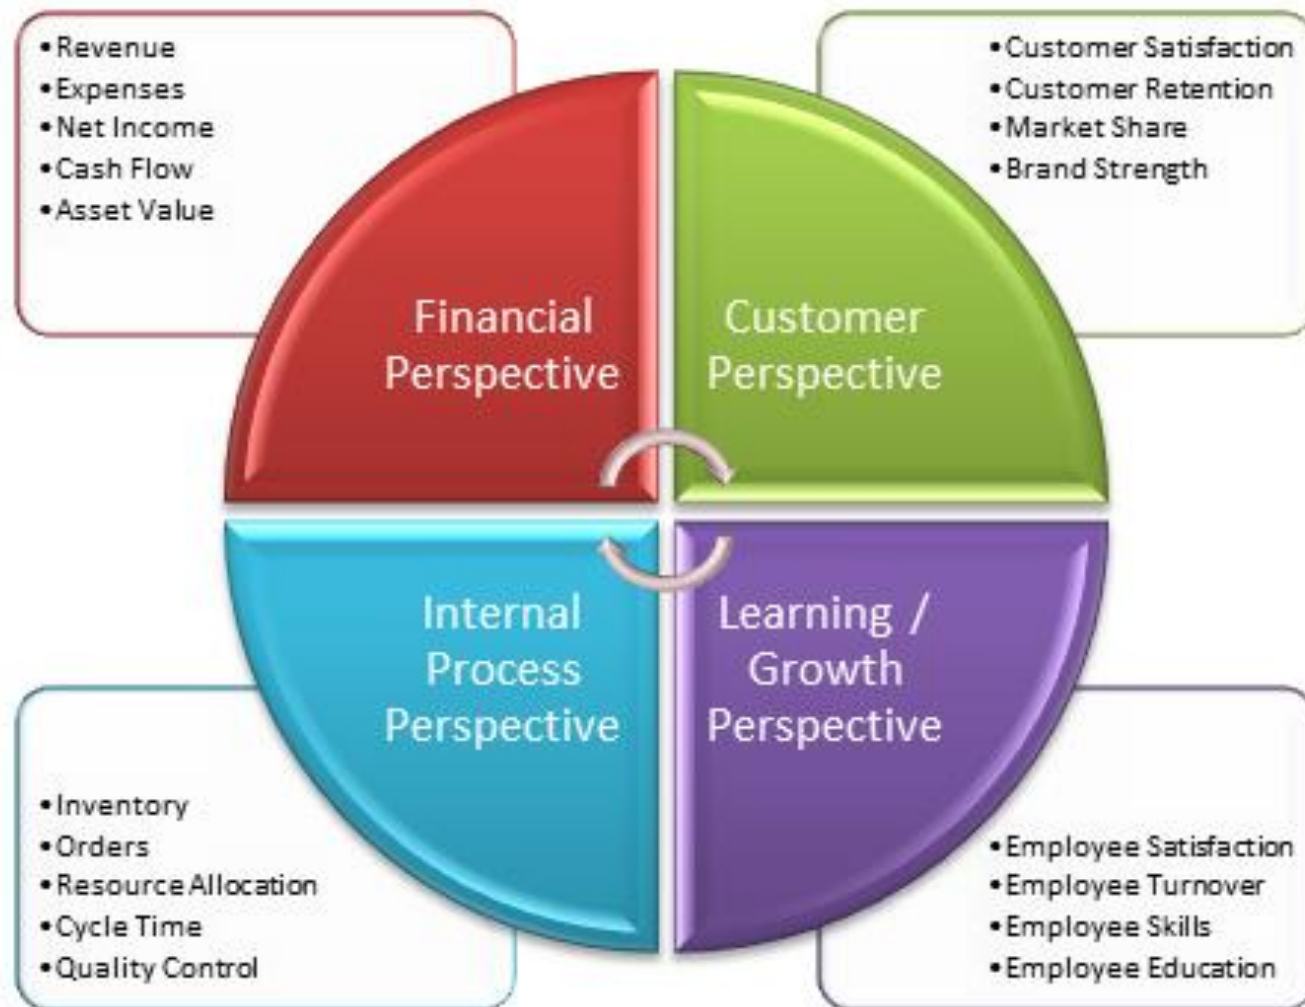 •Revenue
•Expenses
•Net Income
•Cash Flow
•Asset Value
•Customer Satisfaction
•Customer Retention
•Market Share
•Brand Strength
Financial
Perspective
Customer
Perspective
Internal
Process
Perspective
Learning /
Growth
Perspective
•Inventory
•Orders
•Resource Allocation
•Cycle Time
•Quality Control
•Employee Satisfaction
•Employee Turnover
•Employee Skills
•Employee Education